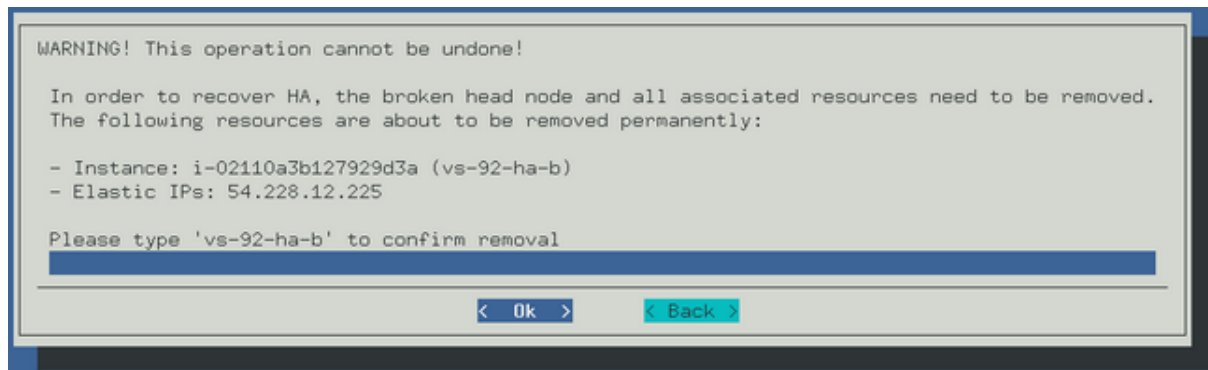 WARNING! This operation cannot be undone!
In order to recover HA, the broken head node and all associated resources need to be removed.
The following resources are about to be removed permanently:
- Instance: i-02110a3b127929d3a (vs-92-ha-b)
- Elastic IPs: 54.228.12.225
Please type 'vs-92-ha-b' to confirm removal
< Ok > < Back >